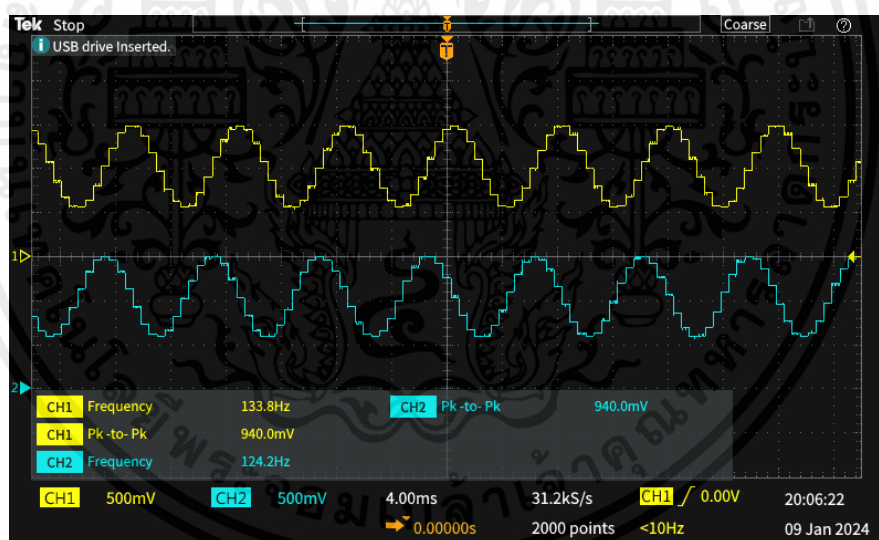 Tek Stop Coarse
USB drive Inserted.
T
T
1
2
CH1 Frequency 133.8Hz CH2 Pk-to-Pk 940.0mV
CH1 Pk-to-Pk 940.0mV
CH2 Frequency 124.2Hz
CH1 500mV CH2 500mV 4.00ms 31.2kS/s CH1 0.00V 20:06:22
0.00000s 2000 points <10Hz 09 Jan 2024